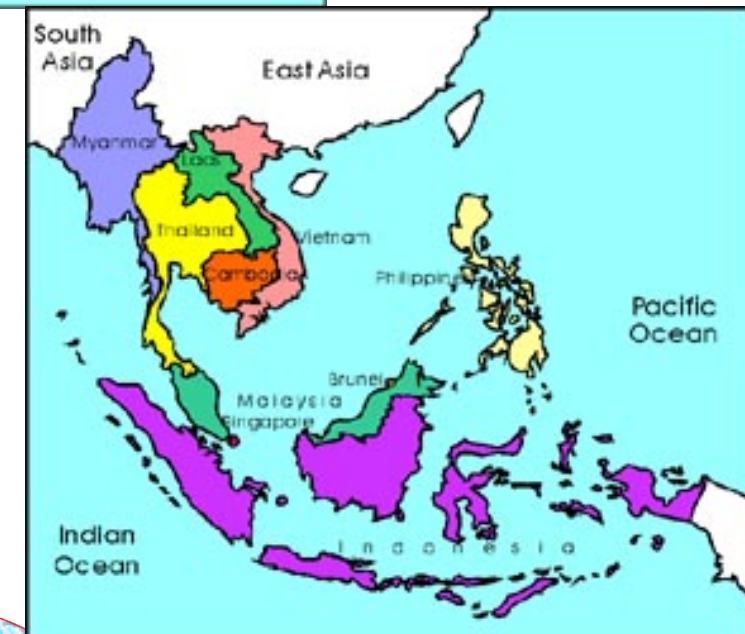 South
Asia
East Asia
Myanmar
Laos
Thailand
Vietnam
Cambodia
Philippines
Pacific
Ocean
Brunei
Malaysia
Singapore
Indian
Ocean
Indonesia